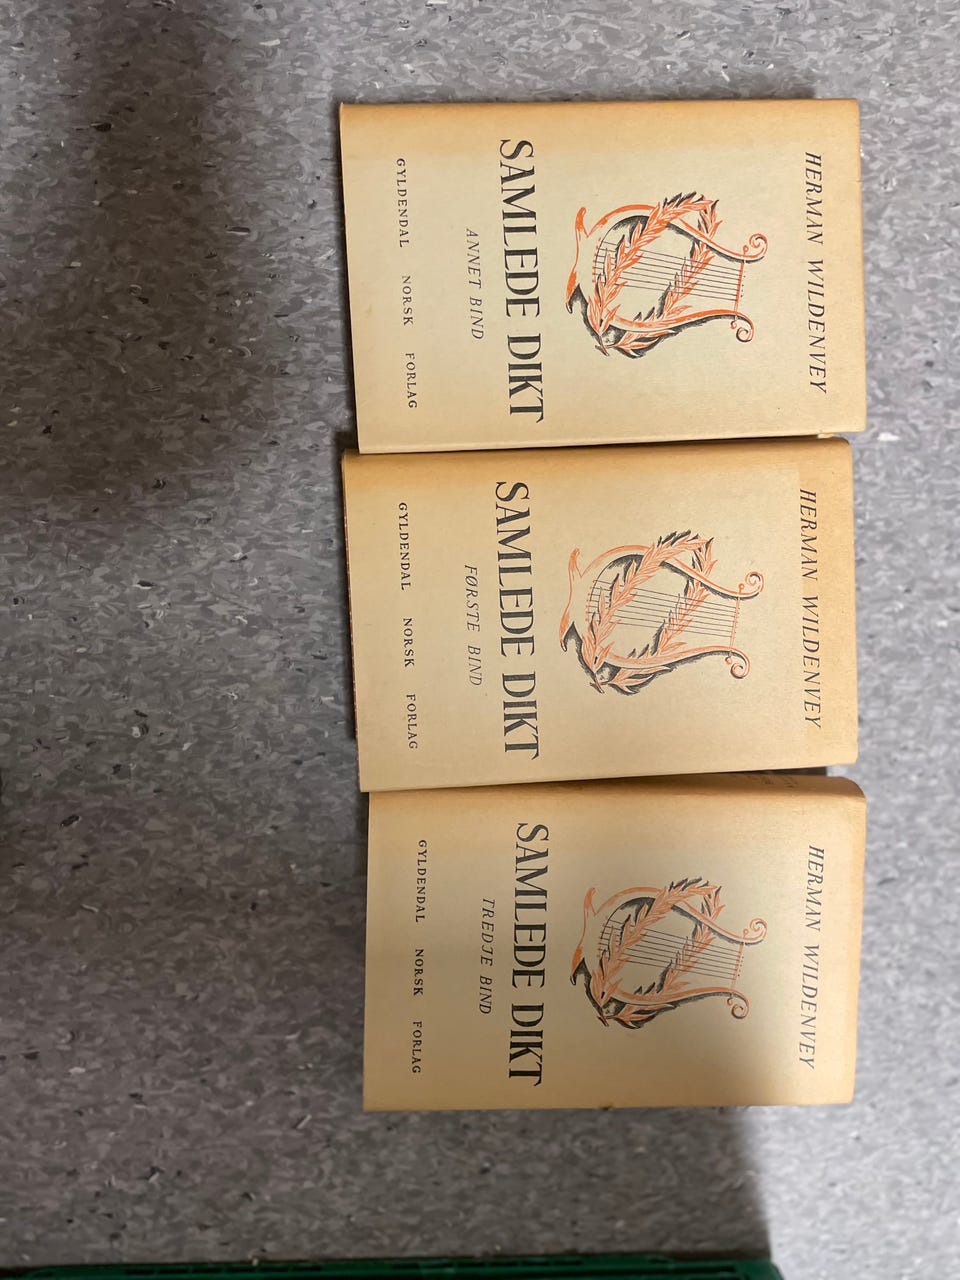 HERMAN WILDENVEY
SAMLEDE DIKT
ANNET BIND
GYLDENDAL NORSK FORLAG
HERMAN WILDENVEY
SAMLEDE DIKT
FØRSTE BIND
GYLDENDAL NORSK FORLAG
HERMAN WILDENVEY
SAMLEDE DIKT
TREDJE BIND
GYLDENDAL NORSK FORLAG